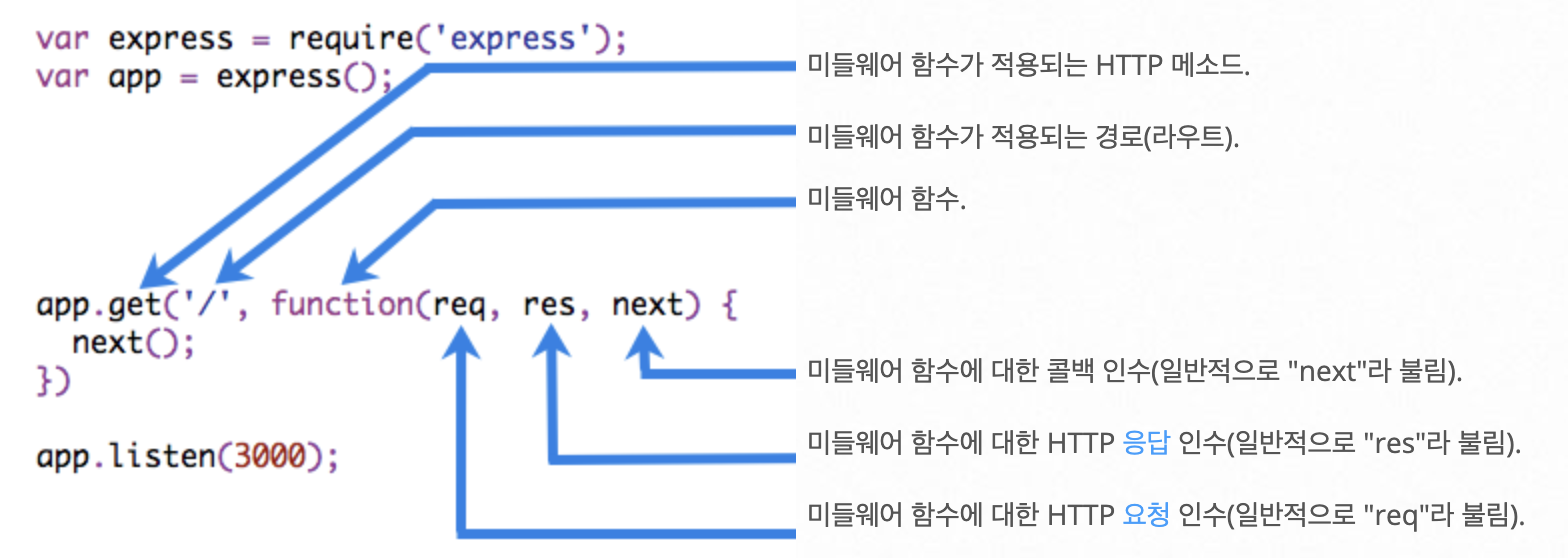 var express = require('express');
var app = express();
미들웨어 함수가 적용되는 HTTP 메소드.
미들웨어 함수가 적용되는 경로(라우트).
미들웨어 함수.
app.get('/', function(req, res, next) {
next();
})
app.listen(3000);
미들웨어 함수에 대한 콜백 인수(일반적으로 "next"라 불림).
미들웨어 함수에 대한 HTTP 응답 인수(일반적으로 "res"라 불림).
미들웨어 함수에 대한 HTTP 요청 인수(일반적으로 "req"라 불림).